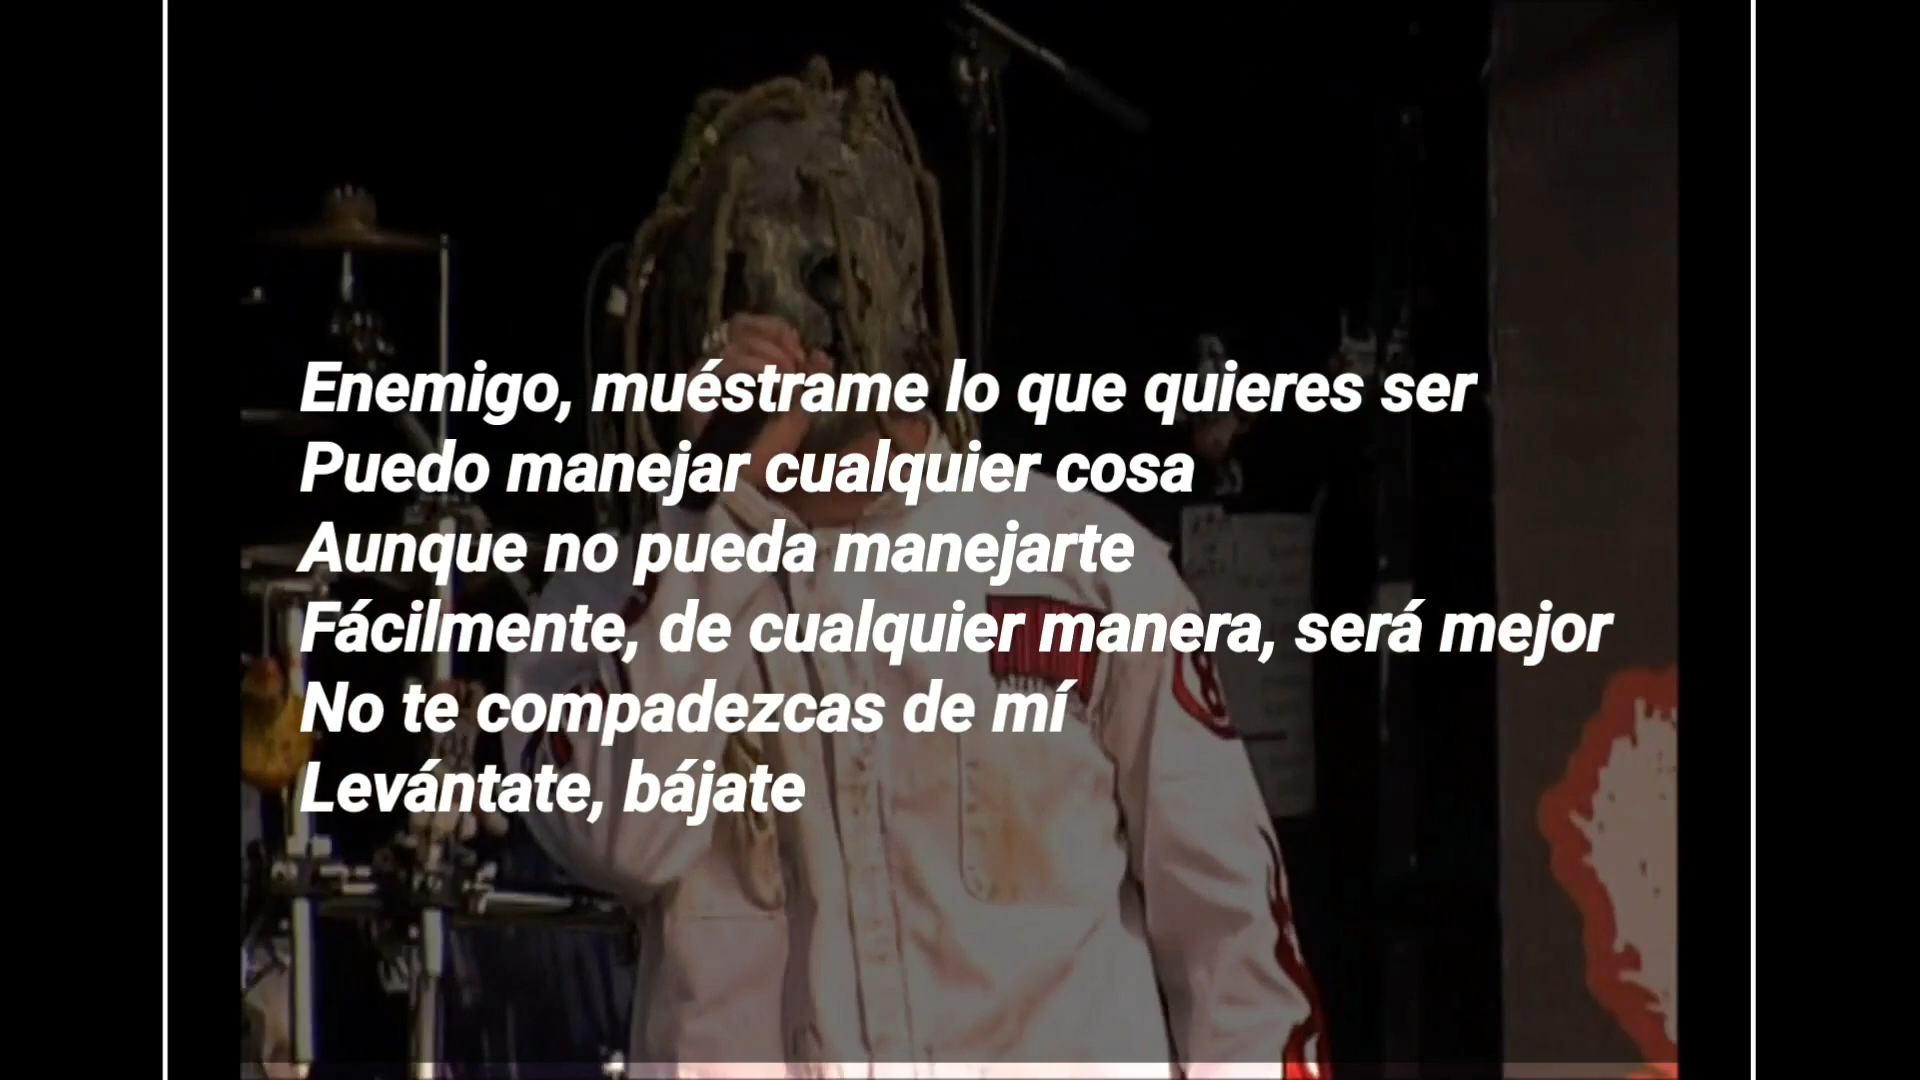 Enemigo, muéstrame lo que quieres ser
Puedo manejar cualquier cosa
Aunque no pueda manejarte
Fácilmente, de cualquier manera, será mejor
No te compadezcas de mí
Levántate, bájate